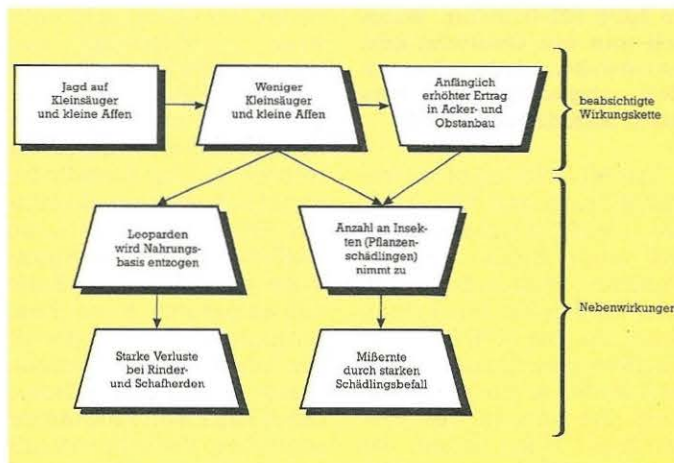 Jagd auf
Kleinsäuger
und kleine Affen
Weniger
Kleinsäuger
und kleine Affen
Anfänglich
erhöhter Ertrag
in Acker- und
Obstanbau
beabsichtigte
Wirkungskette
Leoparden
wird Nahrungs-
basis entzogen
Anzahl an Insek-
ten (Pflanzen-
schädlingen)
nimmt zu
Nebenwirkungen
Starke Verluste
bei Rinder-
und Schafherden
Mißernte
durch starken
Schädlingsbefall